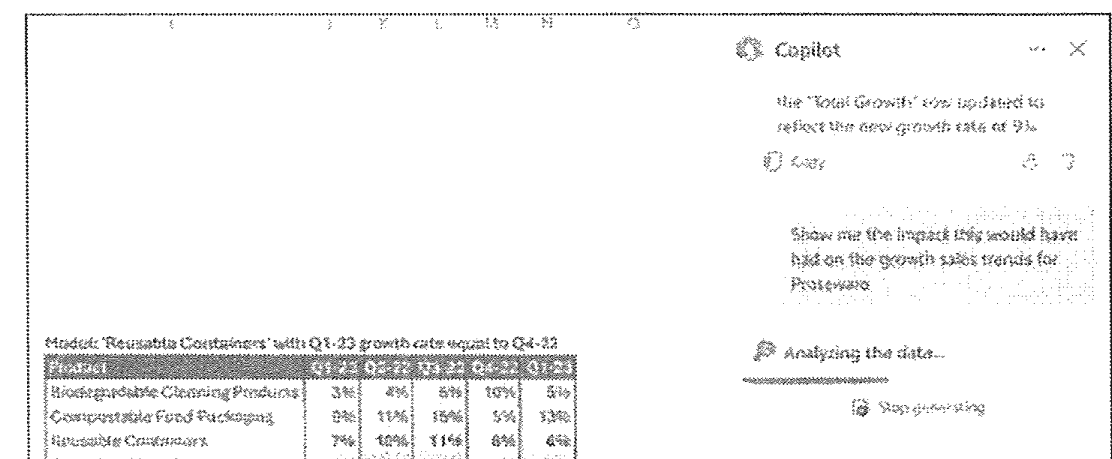 Copilot
the "Total Growth" row updated to
reflect the new growth rate of 9%
Copy
Show me the impact this would have
had on the growth sales trends for
Proseware
Model: 'Reusable Containers' with Q1-23 growth rate equal to Q4-22
Product Q2-22 Q3-22 Q4-22 Q1-23
Biodegradable Cleaning Products 3% 4% 10% 5%
Compostable Food Packaging 11% 15% 5% 13%
Reusable Containers 7% 10% 11% 6% 6%
Analyzing the data...
Stop generating